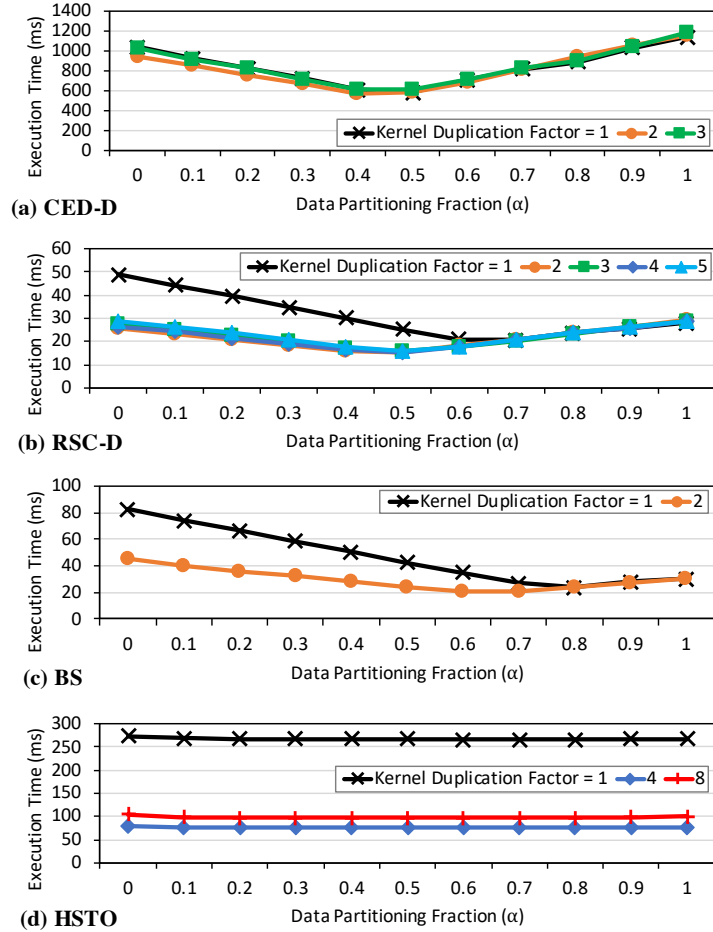 1400
1200
1000
800
600
400
200
0
Execution Time (ms)
Kernel Duplication Factor = 1 2 3
0 0.1 0.2 0.3 0.4 0.5 0.6 0.7 0.8 0.9 1
Data Partitioning Fraction (α)
(a) CED-D
60
50
40
30
20
10
0
Execution Time (ms)
Kernel Duplication Factor = 1 2 3 4 5
0 0.1 0.2 0.3 0.4 0.5 0.6 0.7 0.8 0.9 1
Data Partitioning Fraction (α)
(b) RSC-D
100
80
60
40
20
0
Execution Time (ms)
Kernel Duplication Factor = 1 2
0 0.1 0.2 0.3 0.4 0.5 0.6 0.7 0.8 0.9 1
Data Partitioning Fraction (α)
(c) BS
300
250
200
150
100
50
0
Execution Time (ms)
Kernel Duplication Factor = 1 4 8
0 0.1 0.2 0.3 0.4 0.5 0.6 0.7 0.8 0.9 1
Data Partitioning Fraction (α)
(d) HSTO